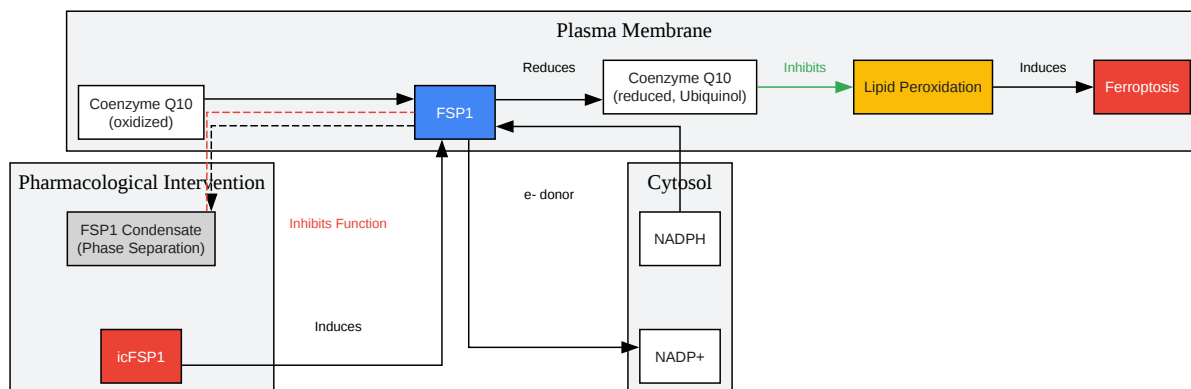 Plasma Membrane
Reduces
Inhibits
Induces
Coenzyme Q10
(oxidized)
FSP1
Coenzyme Q10
(reduced, Ubiquinol)
Lipid Peroxidation
Ferroptosis
Pharmacological Intervention
Cytosol
e- donor
FSP1 Condensate
(Phase Separation)
Inhibits Function
NADPH
Induces
icFSP1
NADP+